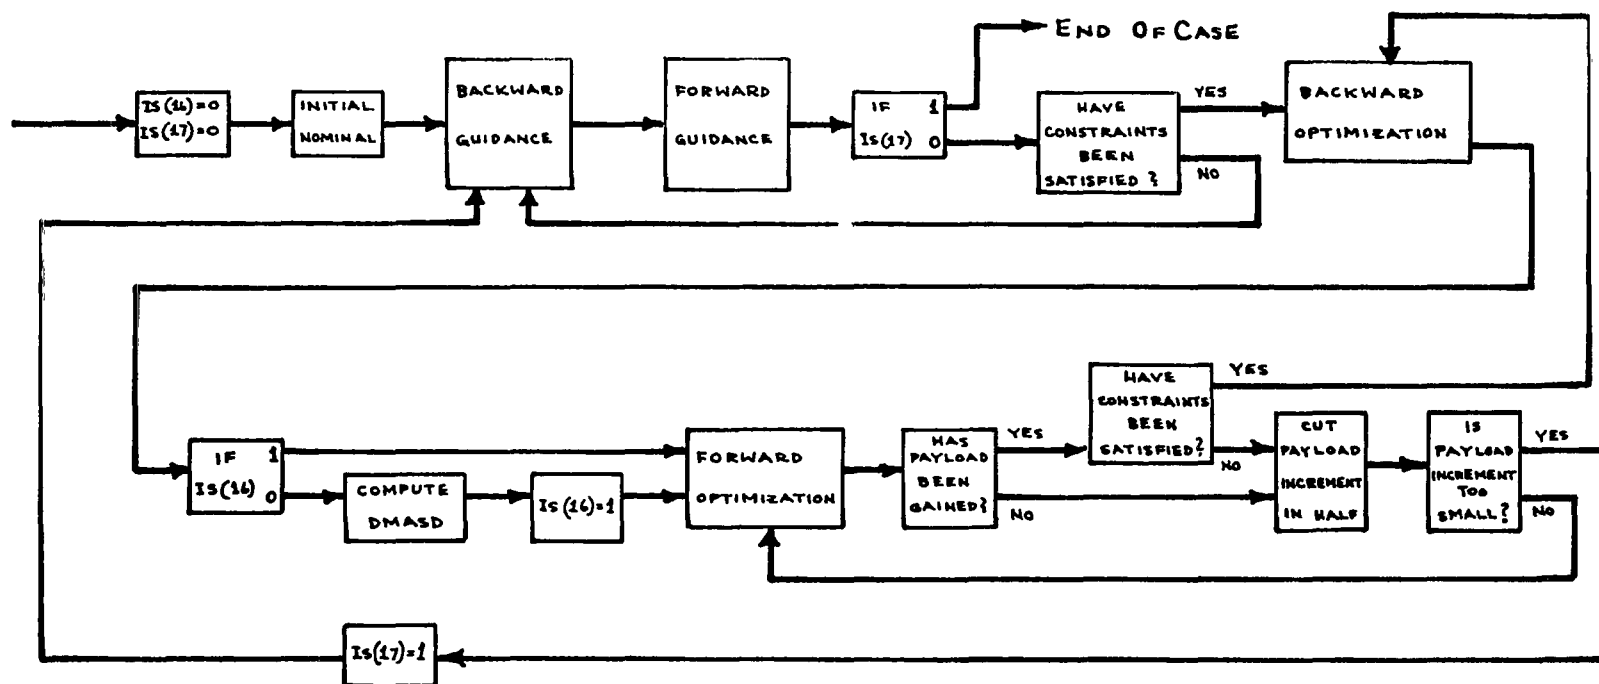 END OF CASE
IS(16)=0
IS(17)=0
INITIAL
NOMINAL
BACKWARD
GUIDANCE
FORWARD
GUIDANCE
IF 1
IS(17) 0
HAVE
CONSTRAINTS
BEEN
SATISFIED ?
YES
NO
BACKWARD
OPTIMIZATION
IF 1
IS(16) 0
COMPUTE
DMASD
IS(16)=1
FORWARD
OPTIMIZATION
HAS
PAYLOAD
BEEN
GAINED?
YES
NO
HAVE
CONSTRAINTS
BEEN
SATISFIED?
YES
NO
CUT
PAYLOAD
INCREMENT
IN HALF
IS
PAYLOAD
INCREMENT
TOO
SMALL?
YES
NO
IS(17)=1